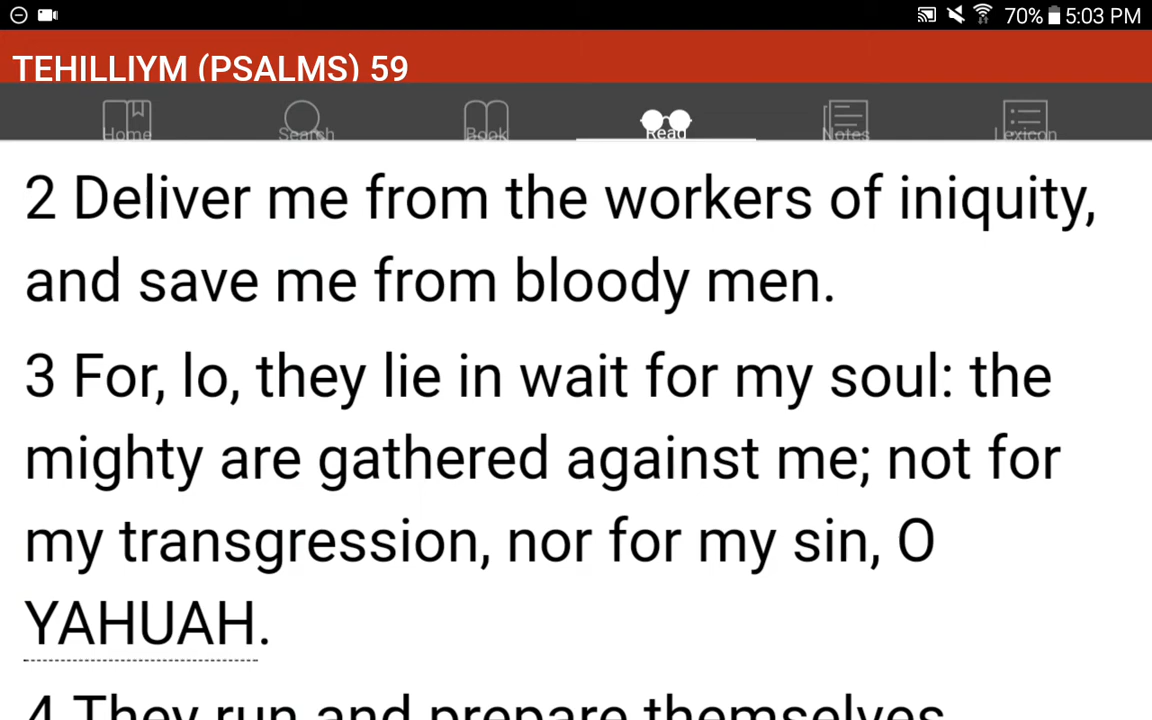 70% 5:03 PM
TEHILLIYM (PSALMS) 59
Home Search Book Read Notes Lexicon
2 Deliver me from the workers of iniquity,
and save me from bloody men.
3 For, lo, they lie in wait for my soul: the
mighty are gathered against me; not for
my transgression, nor for my sin, O
YAHUAH.
4 They run and prepare themselves